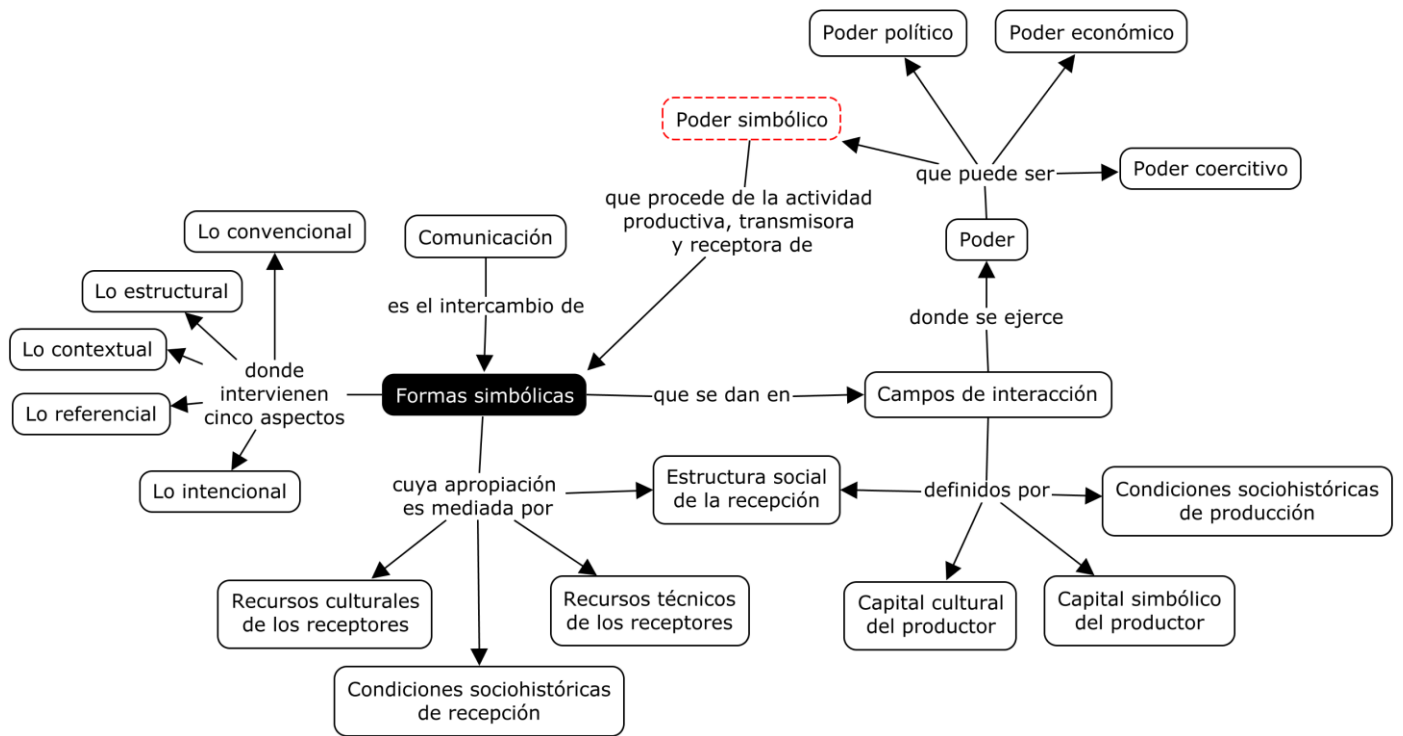 Poder político
Poder económico
Poder simbólico
que puede ser
Poder coercitivo
que procede de la actividad
productiva, transmisora
y receptora de
Poder
Lo convencional
Comunicación
Lo estructural
es el intercambio de
donde se ejerce
Lo contextual
donde
intervienen
cinco aspectos
Formas simbólicas
que se dan en
Campos de interacción
Lo referencial
Lo intencional
cuya apropiación
es mediada por
Estructura social
de la recepción
definidos por
Condiciones sociohistóricas
de producción
Recursos culturales
de los receptores
Recursos técnicos
de los receptores
Capital cultural
del productor
Capital simbólico
del productor
Condiciones sociohistóricas
de recepción